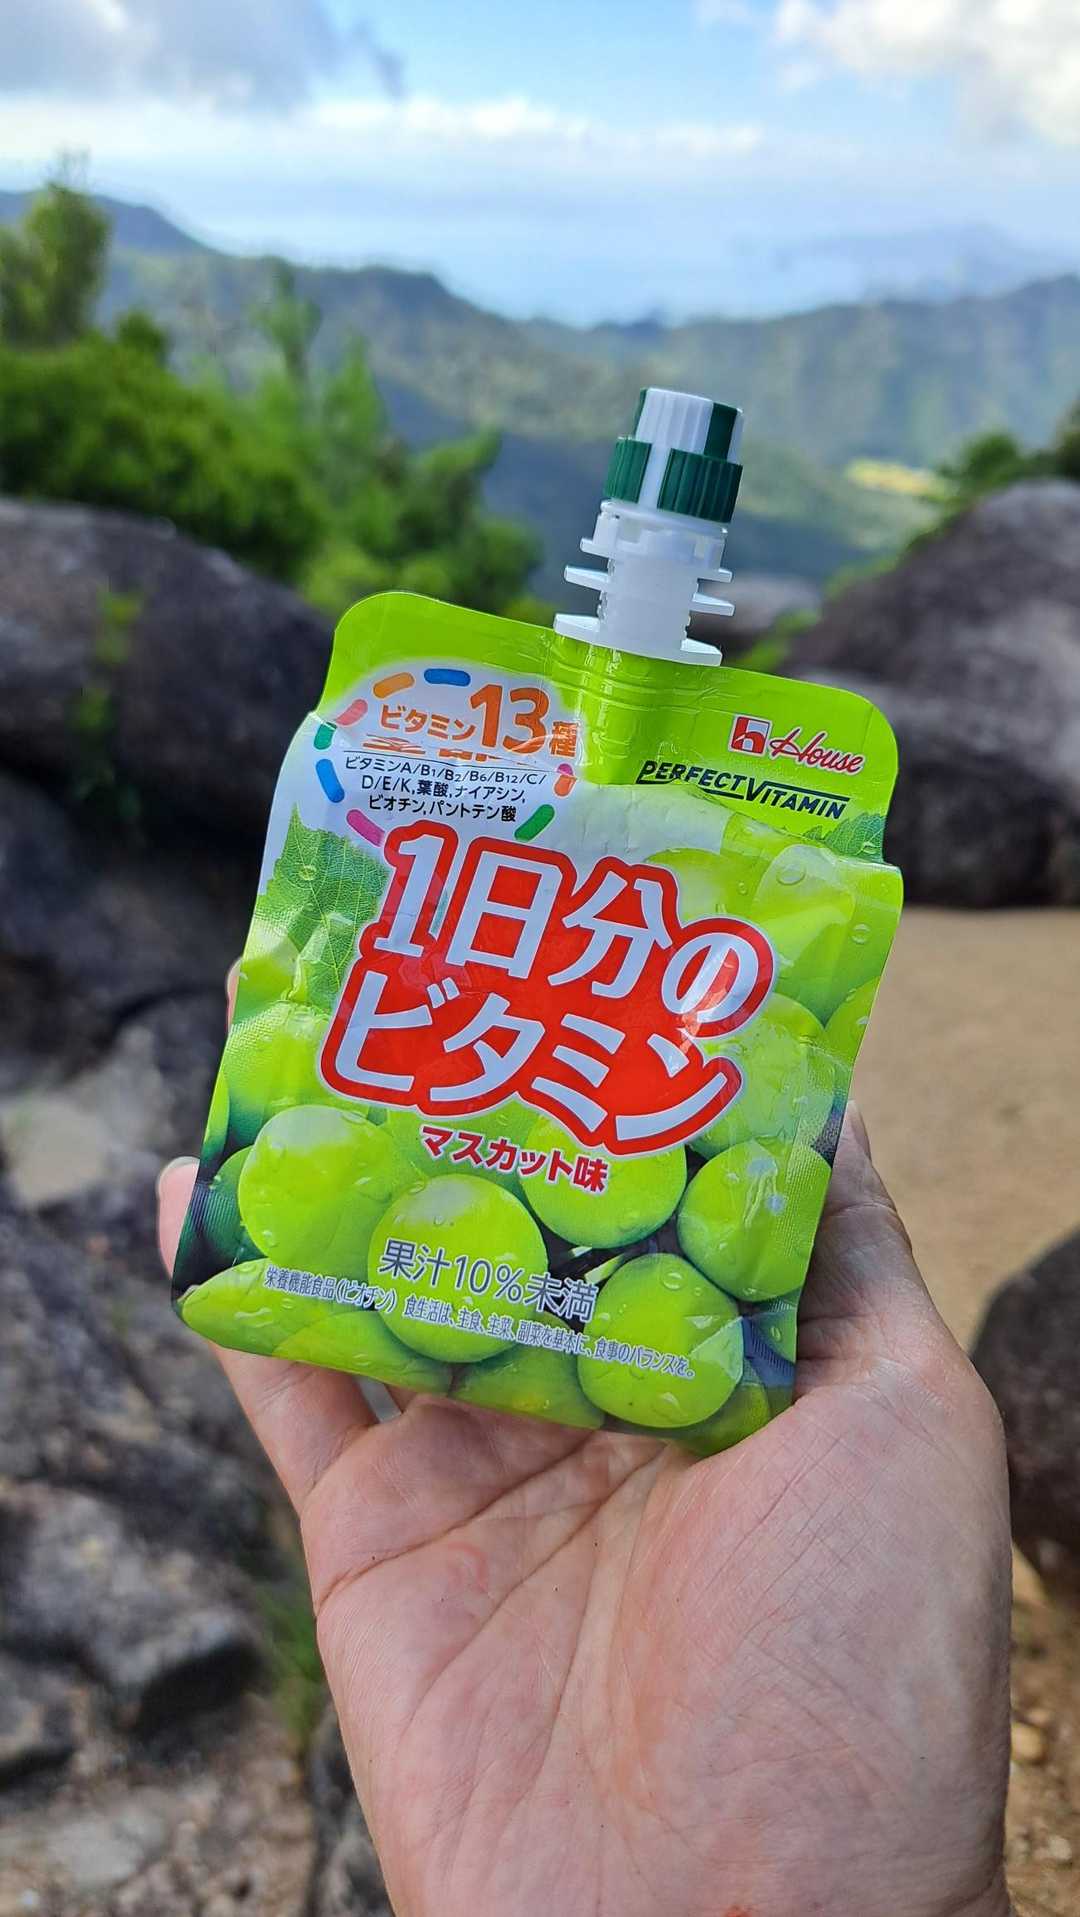 ビタミン13種
ビタミンA/B1/B2/B6/B12/C/
D/E/K,葉酸,ナイアシン,
ビオチン,パントテン酸
House
PERFECT VITAMIN
1日分の
ビタミン
マスカット味
果汁10%未満
栄養機能食品(ビオチン) 食生活は、主食、主菜、副菜を基本に、食事のバランスを。